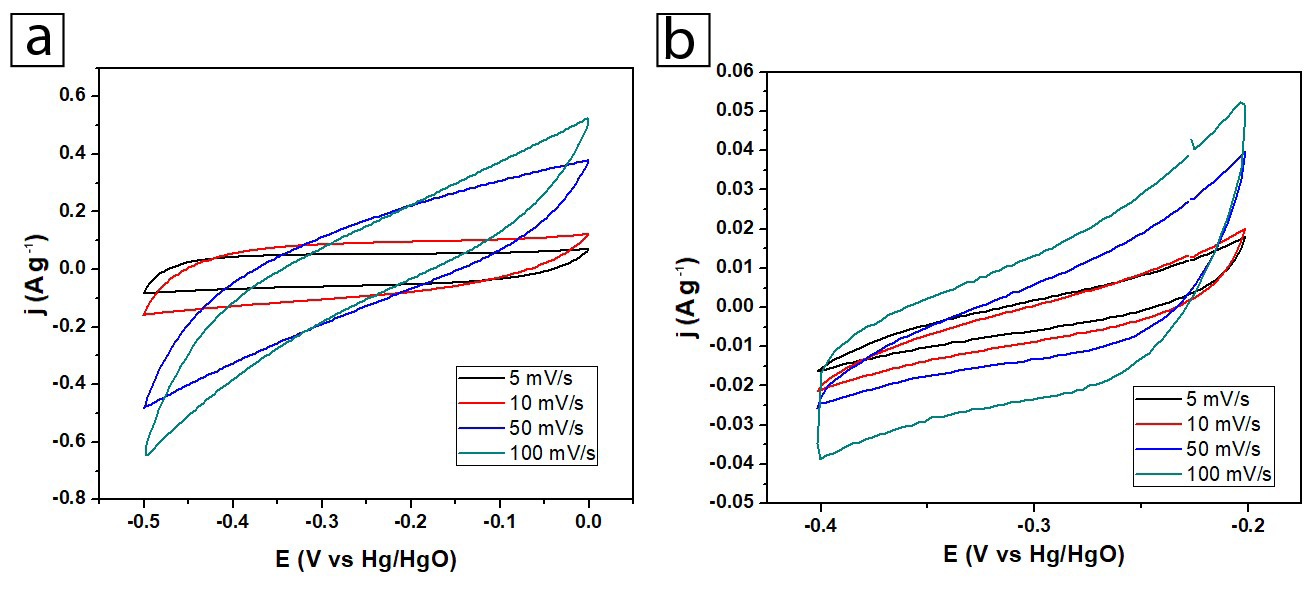 a
0.6
0.4
0.2
0.0
-0.2
-0.4
-0.6
-0.8
j (A g⁻¹)
-0.5 -0.4 -0.3 -0.2 -0.1 0.0
E (V vs Hg/HgO)
5 mV/s
10 mV/s
50 mV/s
100 mV/s
b
0.06
0.05
0.04
0.03
0.02
0.01
0.00
-0.01
-0.02
-0.03
-0.04
-0.05
j (A g⁻¹)
-0.4 -0.3 -0.2
E (V vs Hg/HgO)
5 mV/s
10 mV/s
50 mV/s
100 mV/s